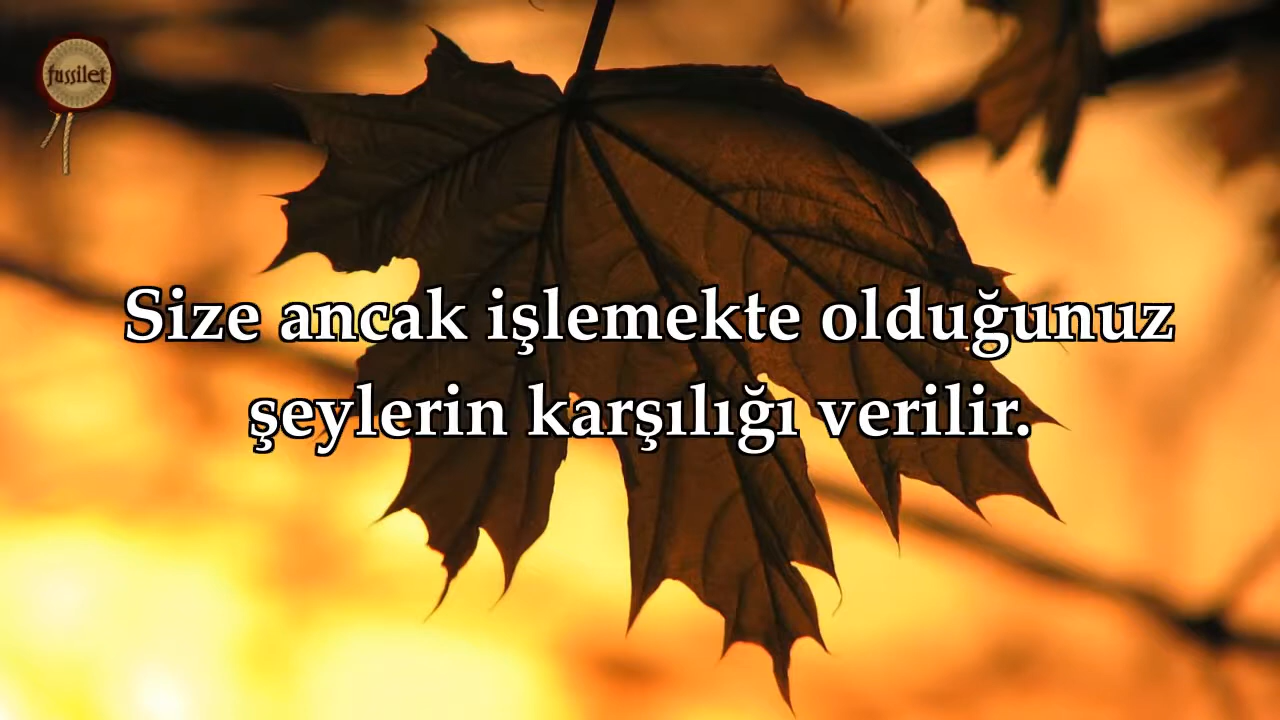 fussilet
Size ancak işlemekte olduğunuz
şeylerin karşılığı verilir.